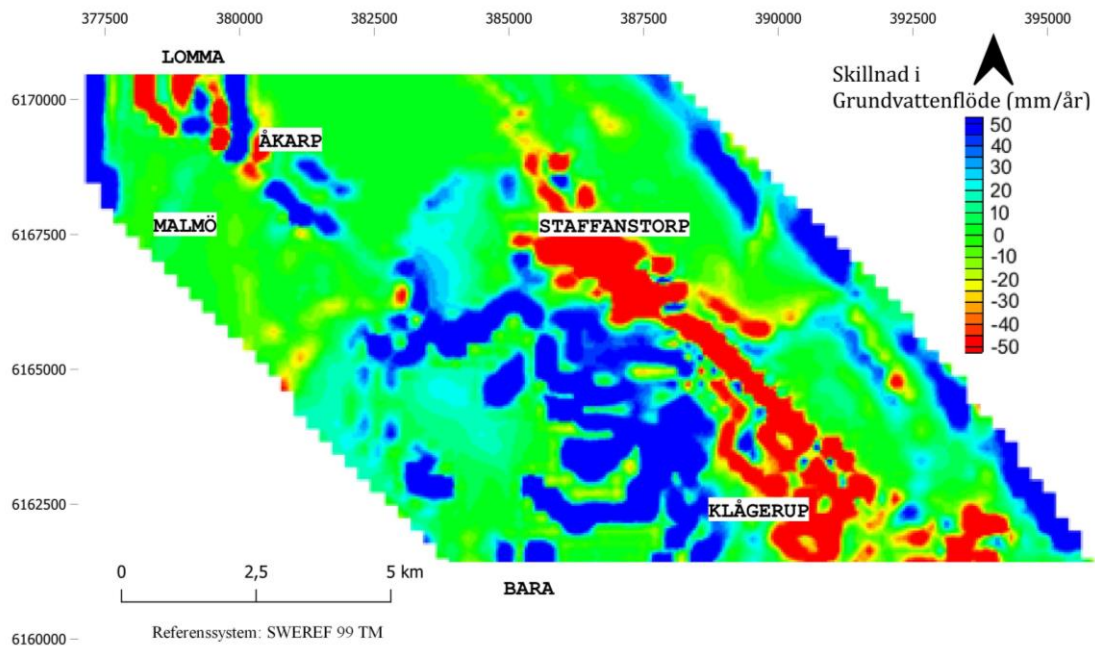 377500 380000 382500 385000 387500 390000 392500 395000
LOMMA
Skillnad i
Grundvattenflöde (mm/år)
6170000
50
40
30
20
10
0
-10
-20
-30
-40
-50
ÅKARP
MALMÖ
STAFFANSTORP
6167500
6165000
6162500
KLÅGERUP
0 2,5 5 km
BARA
Referenssystem: SWEREF 99 TM
6160000